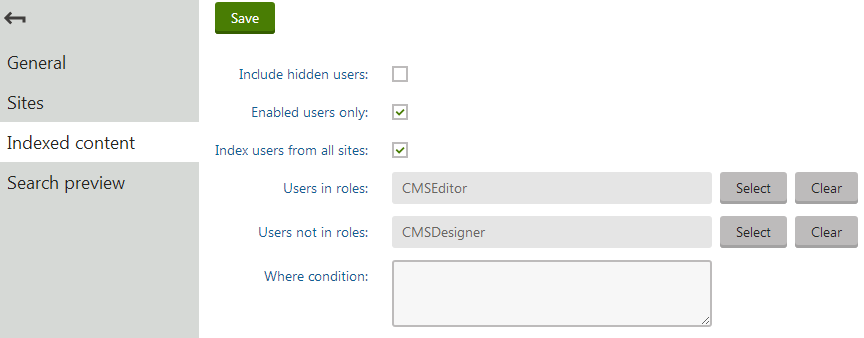 Save
General
Sites
Indexed content
Search preview
Include hidden users:
Enabled users only:
Index users from all sites:
Users in roles: CMSEditor Select Clear
Users not in roles: CMSDesigner Select Clear
Where condition: